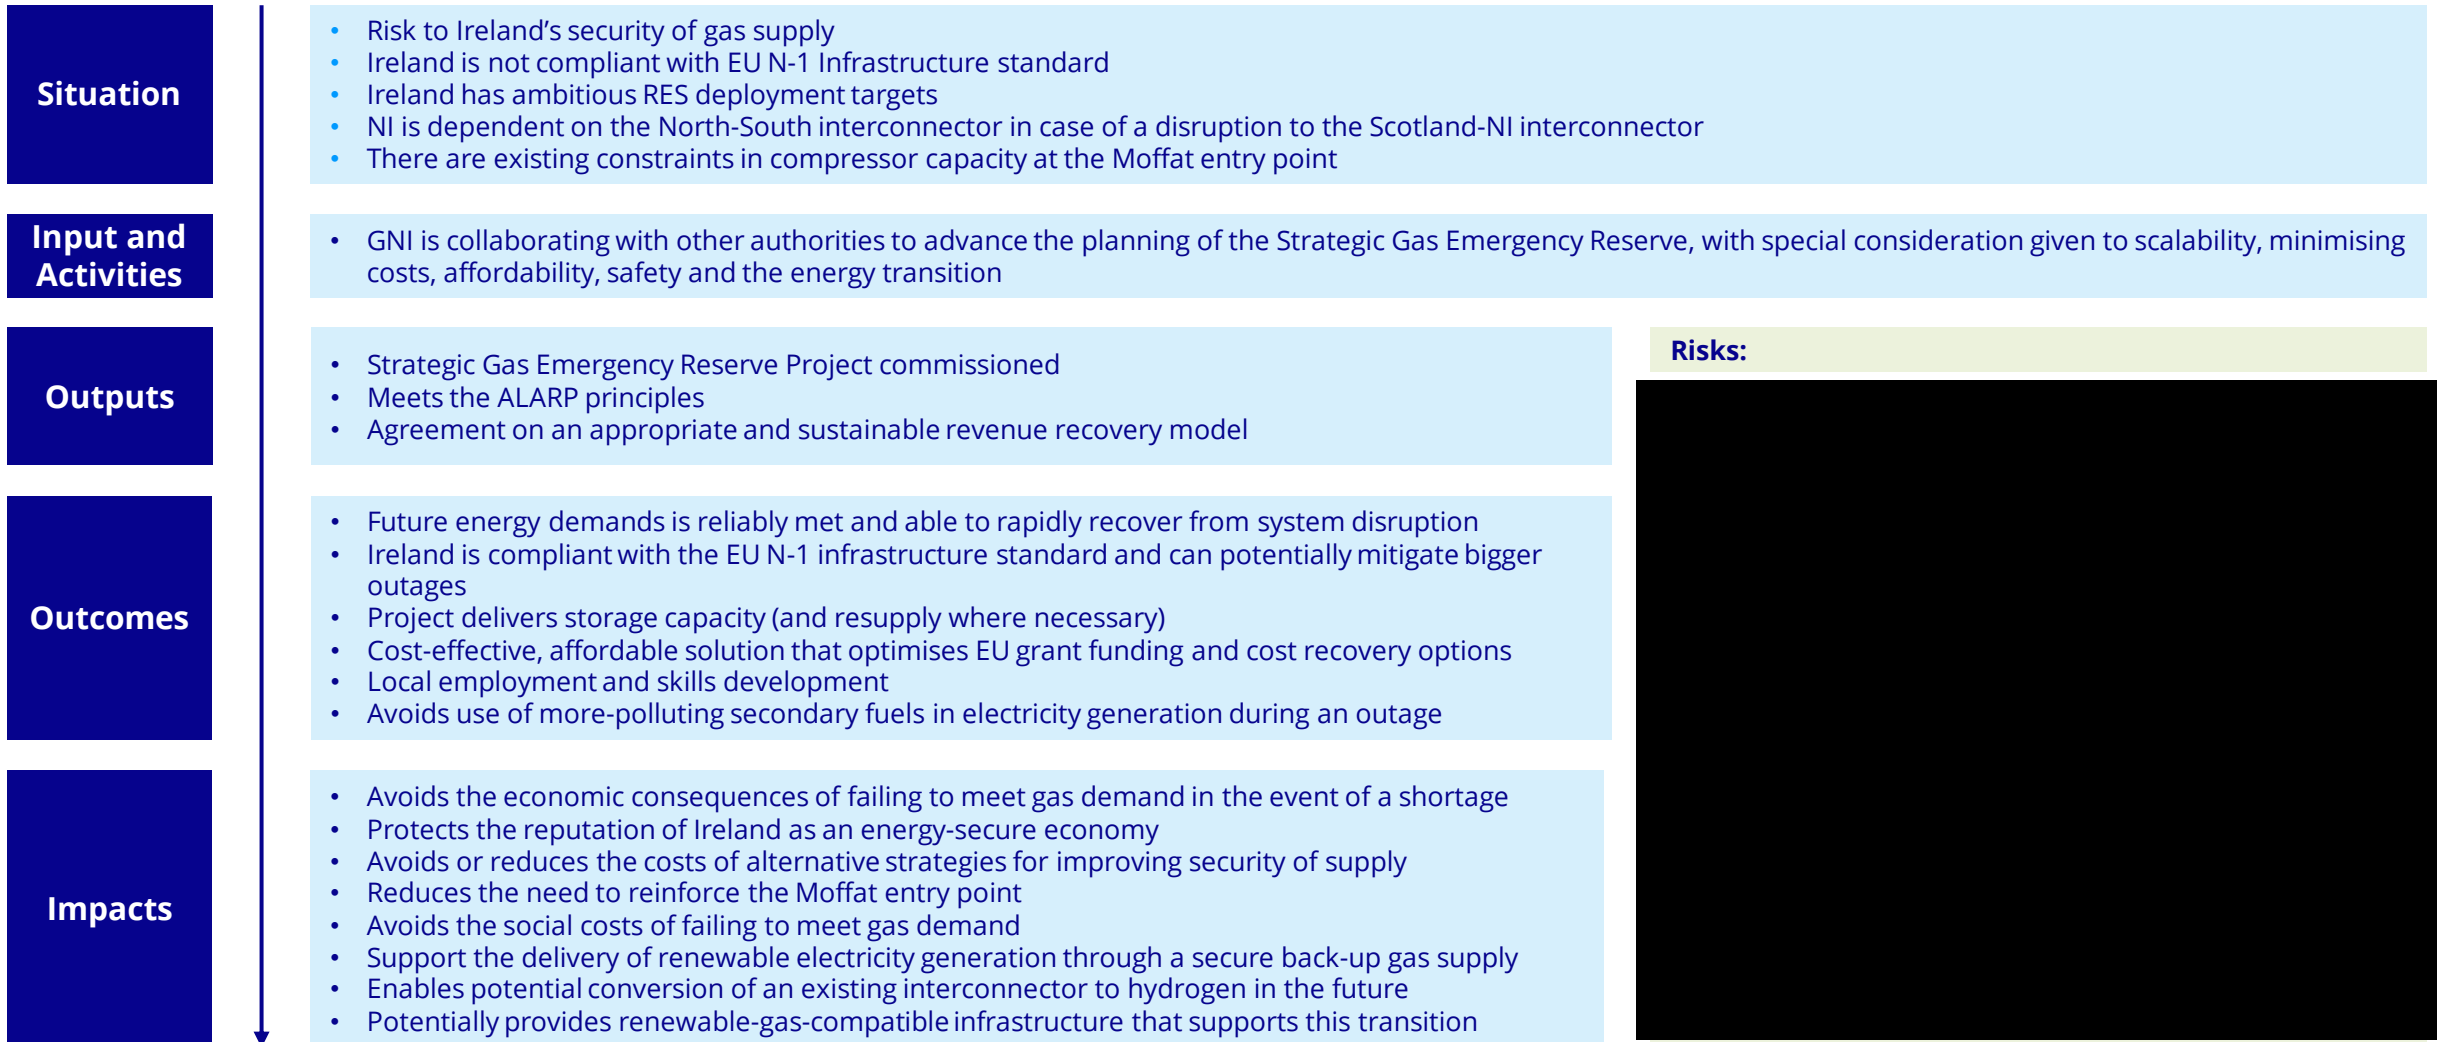 Situation
• Risk to Ireland’s security of gas supply
• Ireland is not compliant with EU N-1 Infrastructure standard
• Ireland has ambitious RES deployment targets
• NI is dependent on the North-South interconnector in case of a disruption to the Scotland-NI interconnector
• There are existing constraints in compressor capacity at the Moffat entry point
Input and
Activities
• GNI is collaborating with other authorities to advance the planning of the Strategic Gas Emergency Reserve, with special consideration given to scalability, minimising
costs, affordability, safety and the energy transition
Outputs
• Strategic Gas Emergency Reserve Project commissioned
• Meets the ALARP principles
• Agreement on an appropriate and sustainable revenue recovery model
Risks:
Outcomes
• Future energy demands is reliably met and able to rapidly recover from system disruption
• Ireland is compliant with the EU N-1 infrastructure standard and can potentially mitigate bigger
outages
• Project delivers storage capacity (and resupply where necessary)
• Cost-effective, affordable solution that optimises EU grant funding and cost recovery options
• Local employment and skills development
• Avoids use of more-polluting secondary fuels in electricity generation during an outage
Impacts
• Avoids the economic consequences of failing to meet gas demand in the event of a shortage
• Protects the reputation of Ireland as an energy-secure economy
• Avoids or reduces the costs of alternative strategies for improving security of supply
• Reduces the need to reinforce the Moffat entry point
• Avoids the social costs of failing to meet gas demand
• Support the delivery of renewable electricity generation through a secure back-up gas supply
• Enables potential conversion of an existing interconnector to hydrogen in the future
• Potentially provides renewable-gas-compatible infrastructure that supports this transition